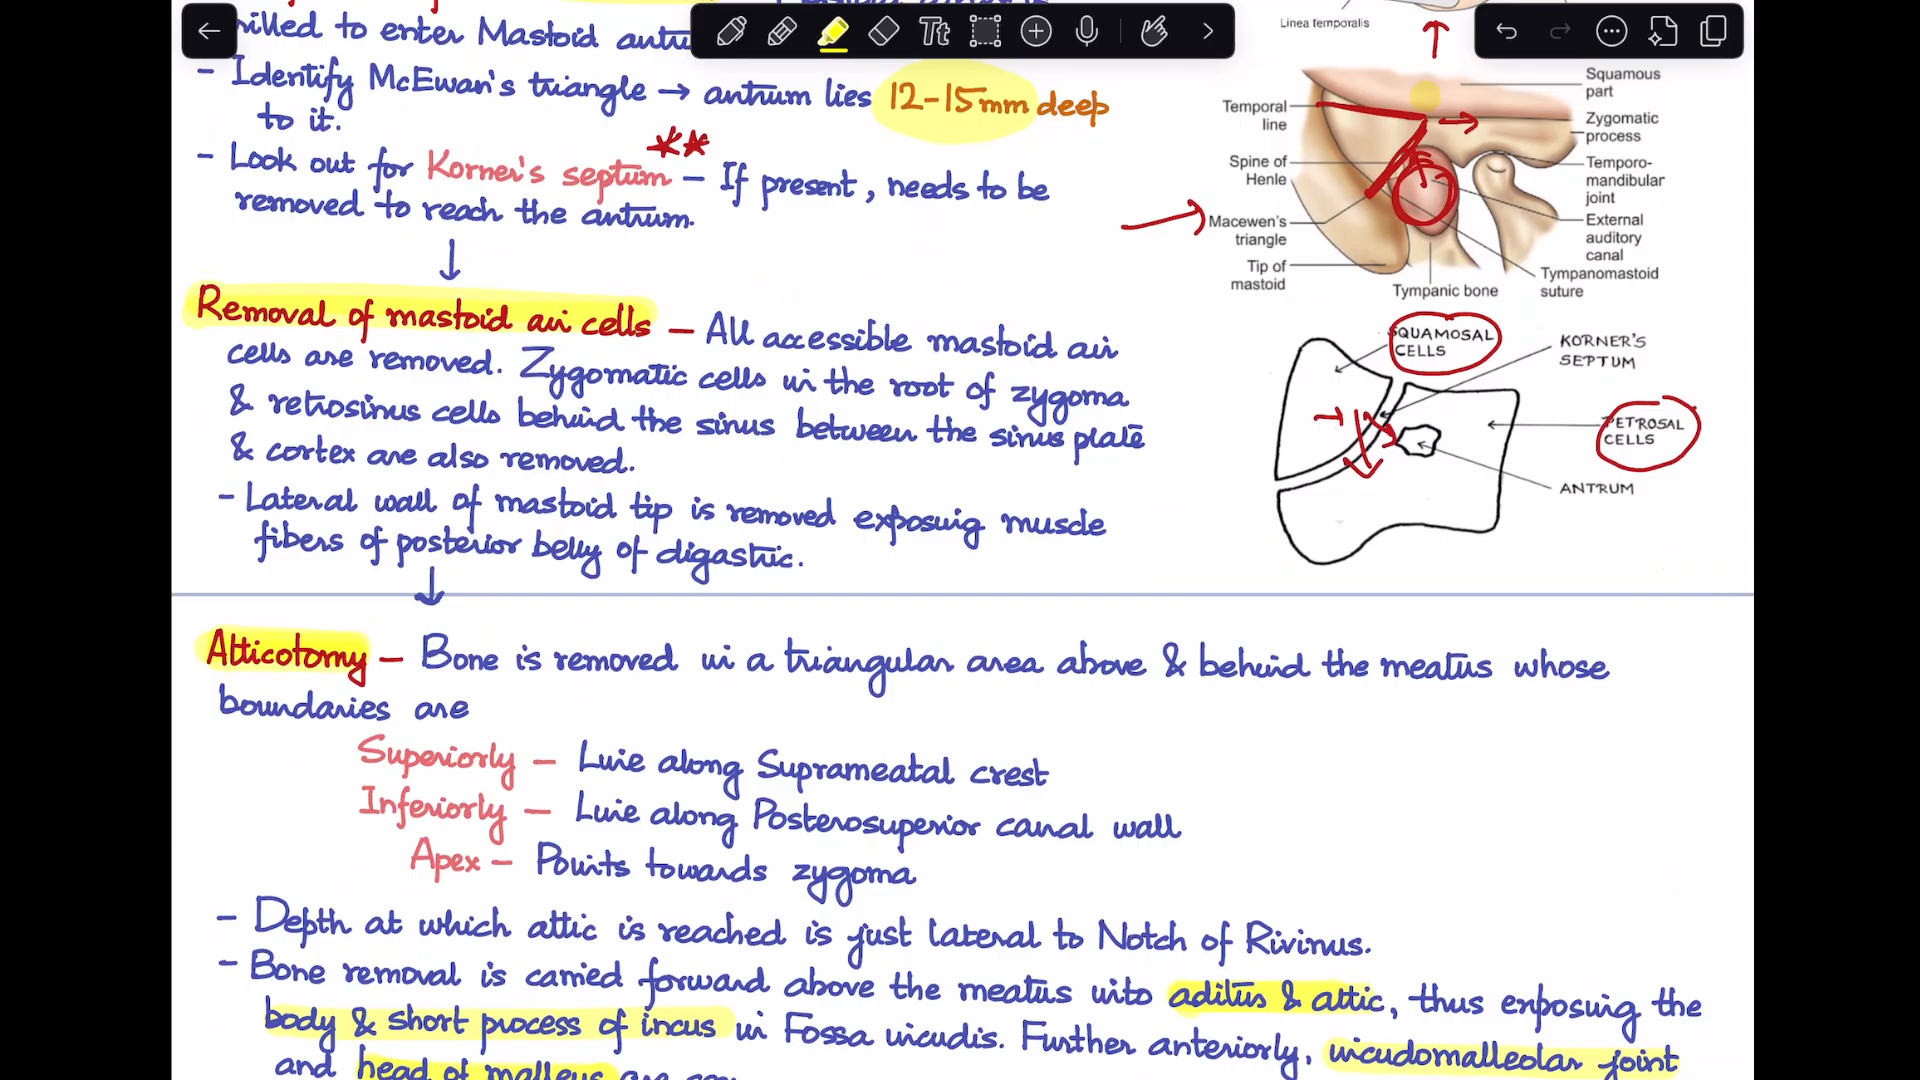 rilled to enter Mastoid antru
- Identify McEwan's triangle → antrum lies 12-15mm deep
to it.
- Look out for Korner's septum ** - If present, needs to be
removed to reach the antrum.
↓
Removal of mastoid air cells - All accessible mastoid air
cells are removed. Zygomatic cells in the root of zygoma
& retrosinus cells behind the sinus between the sinus plate
& cortex are also removed.
- Lateral wall of mastoid tip is removed exposing muscle
fibers of posterior belly of digastric.
↓
Atticotomy - Bone is removed in a triangular area above & behind the meatus whose
boundaries are
Superiorly - Line along Suprameatal crest
Inferiorly - Line along Posterosuperior canal wall
Apex - Points towards zygoma
- Depth at which attic is reached is just lateral to Notch of Rivinus.
- Bone removal is carried forward above the meatus into aditus & attic, thus exposing the
body & short process of incus in Fossa incudis. Further anteriorly, incudomalleolar joint
and head of malleus are
Tt
Linea temporalis
Temporal
line
Spine of
Henle
Macewen's
triangle
Tip of
mastoid
Tympanic bone
Squamous
part
Zygomatic
process
Temporo-
mandibular
joint
External
auditory
canal
Tympanomastoid
suture
SQUAMOSAL
CELLS
KORNER'S
SEPTUM
PETROSAL
CELLS
ANTRUM